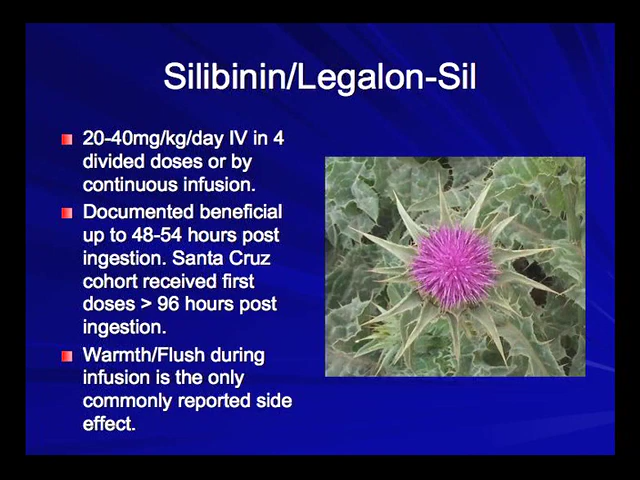 Silibinin/Legalon-Sil
20-40mg/kg/day IV in 4
divided doses or by
continuous infusion.
Documented beneficial
up to 48-54 hours post
ingestion. Santa Cruz
cohort received first
doses > 96 hours post
ingestion.
Warmth/Flush during
infusion is the only
commonly reported side
effect.